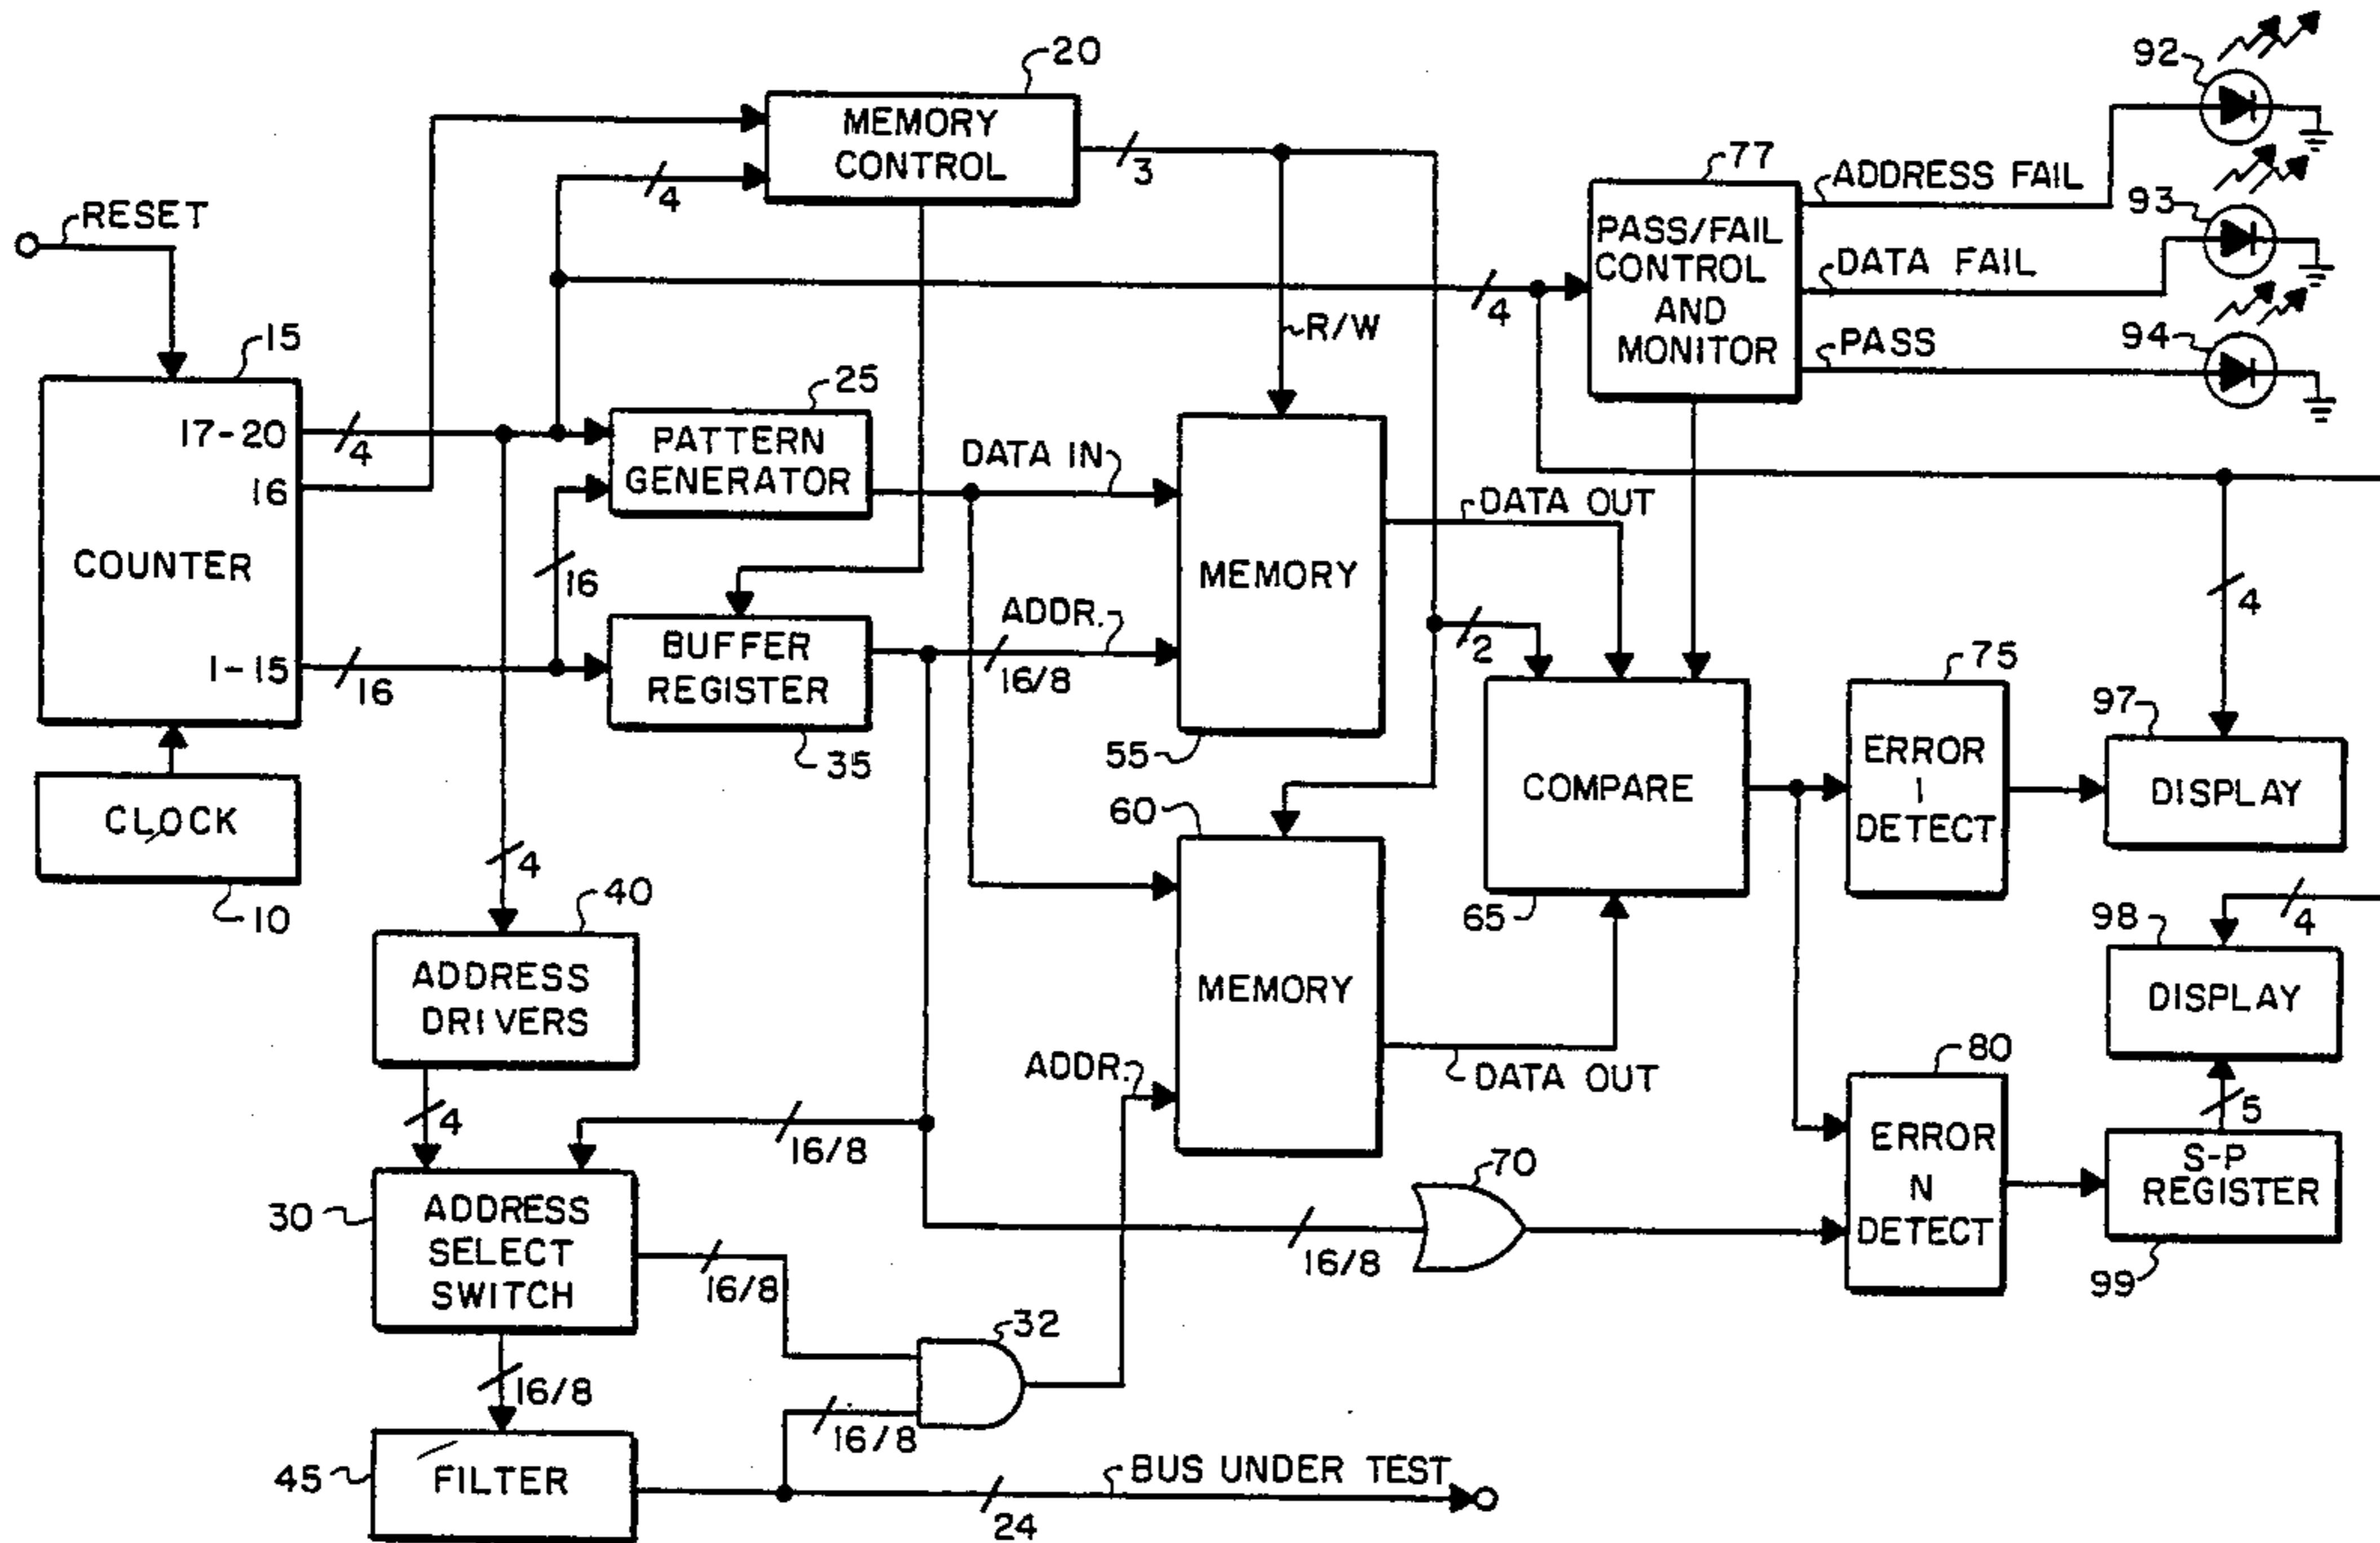 20
MEMORY
CONTROL
3
4
RESET
15
17-20
4
16
COUNTER
1-15
16
CLOCK
10
25
PATTERN
GENERATOR
16
BUFFER
REGISTER
35
DATA IN
ADDR.
16/8
R/W
MEMORY
55
DATA OUT
2
4
77
PASS/FAIL
CONTROL
AND
MONITOR
ADDRESS FAIL
DATA FAIL
PASS
92
93
94
4
COMPARE
65
75
ERROR
1
DETECT
97
DISPLAY
4
98
DISPLAY
5
S-P
REGISTER
99
80
ERROR
N
DETECT
60
MEMORY
ADDR.
DATA OUT
4
40
ADDRESS
DRIVERS
4
16/8
30
ADDRESS
SELECT
SWITCH
16/8
70
16/8
32
16/8
16/8
45
FILTER
BUS UNDER TEST
24